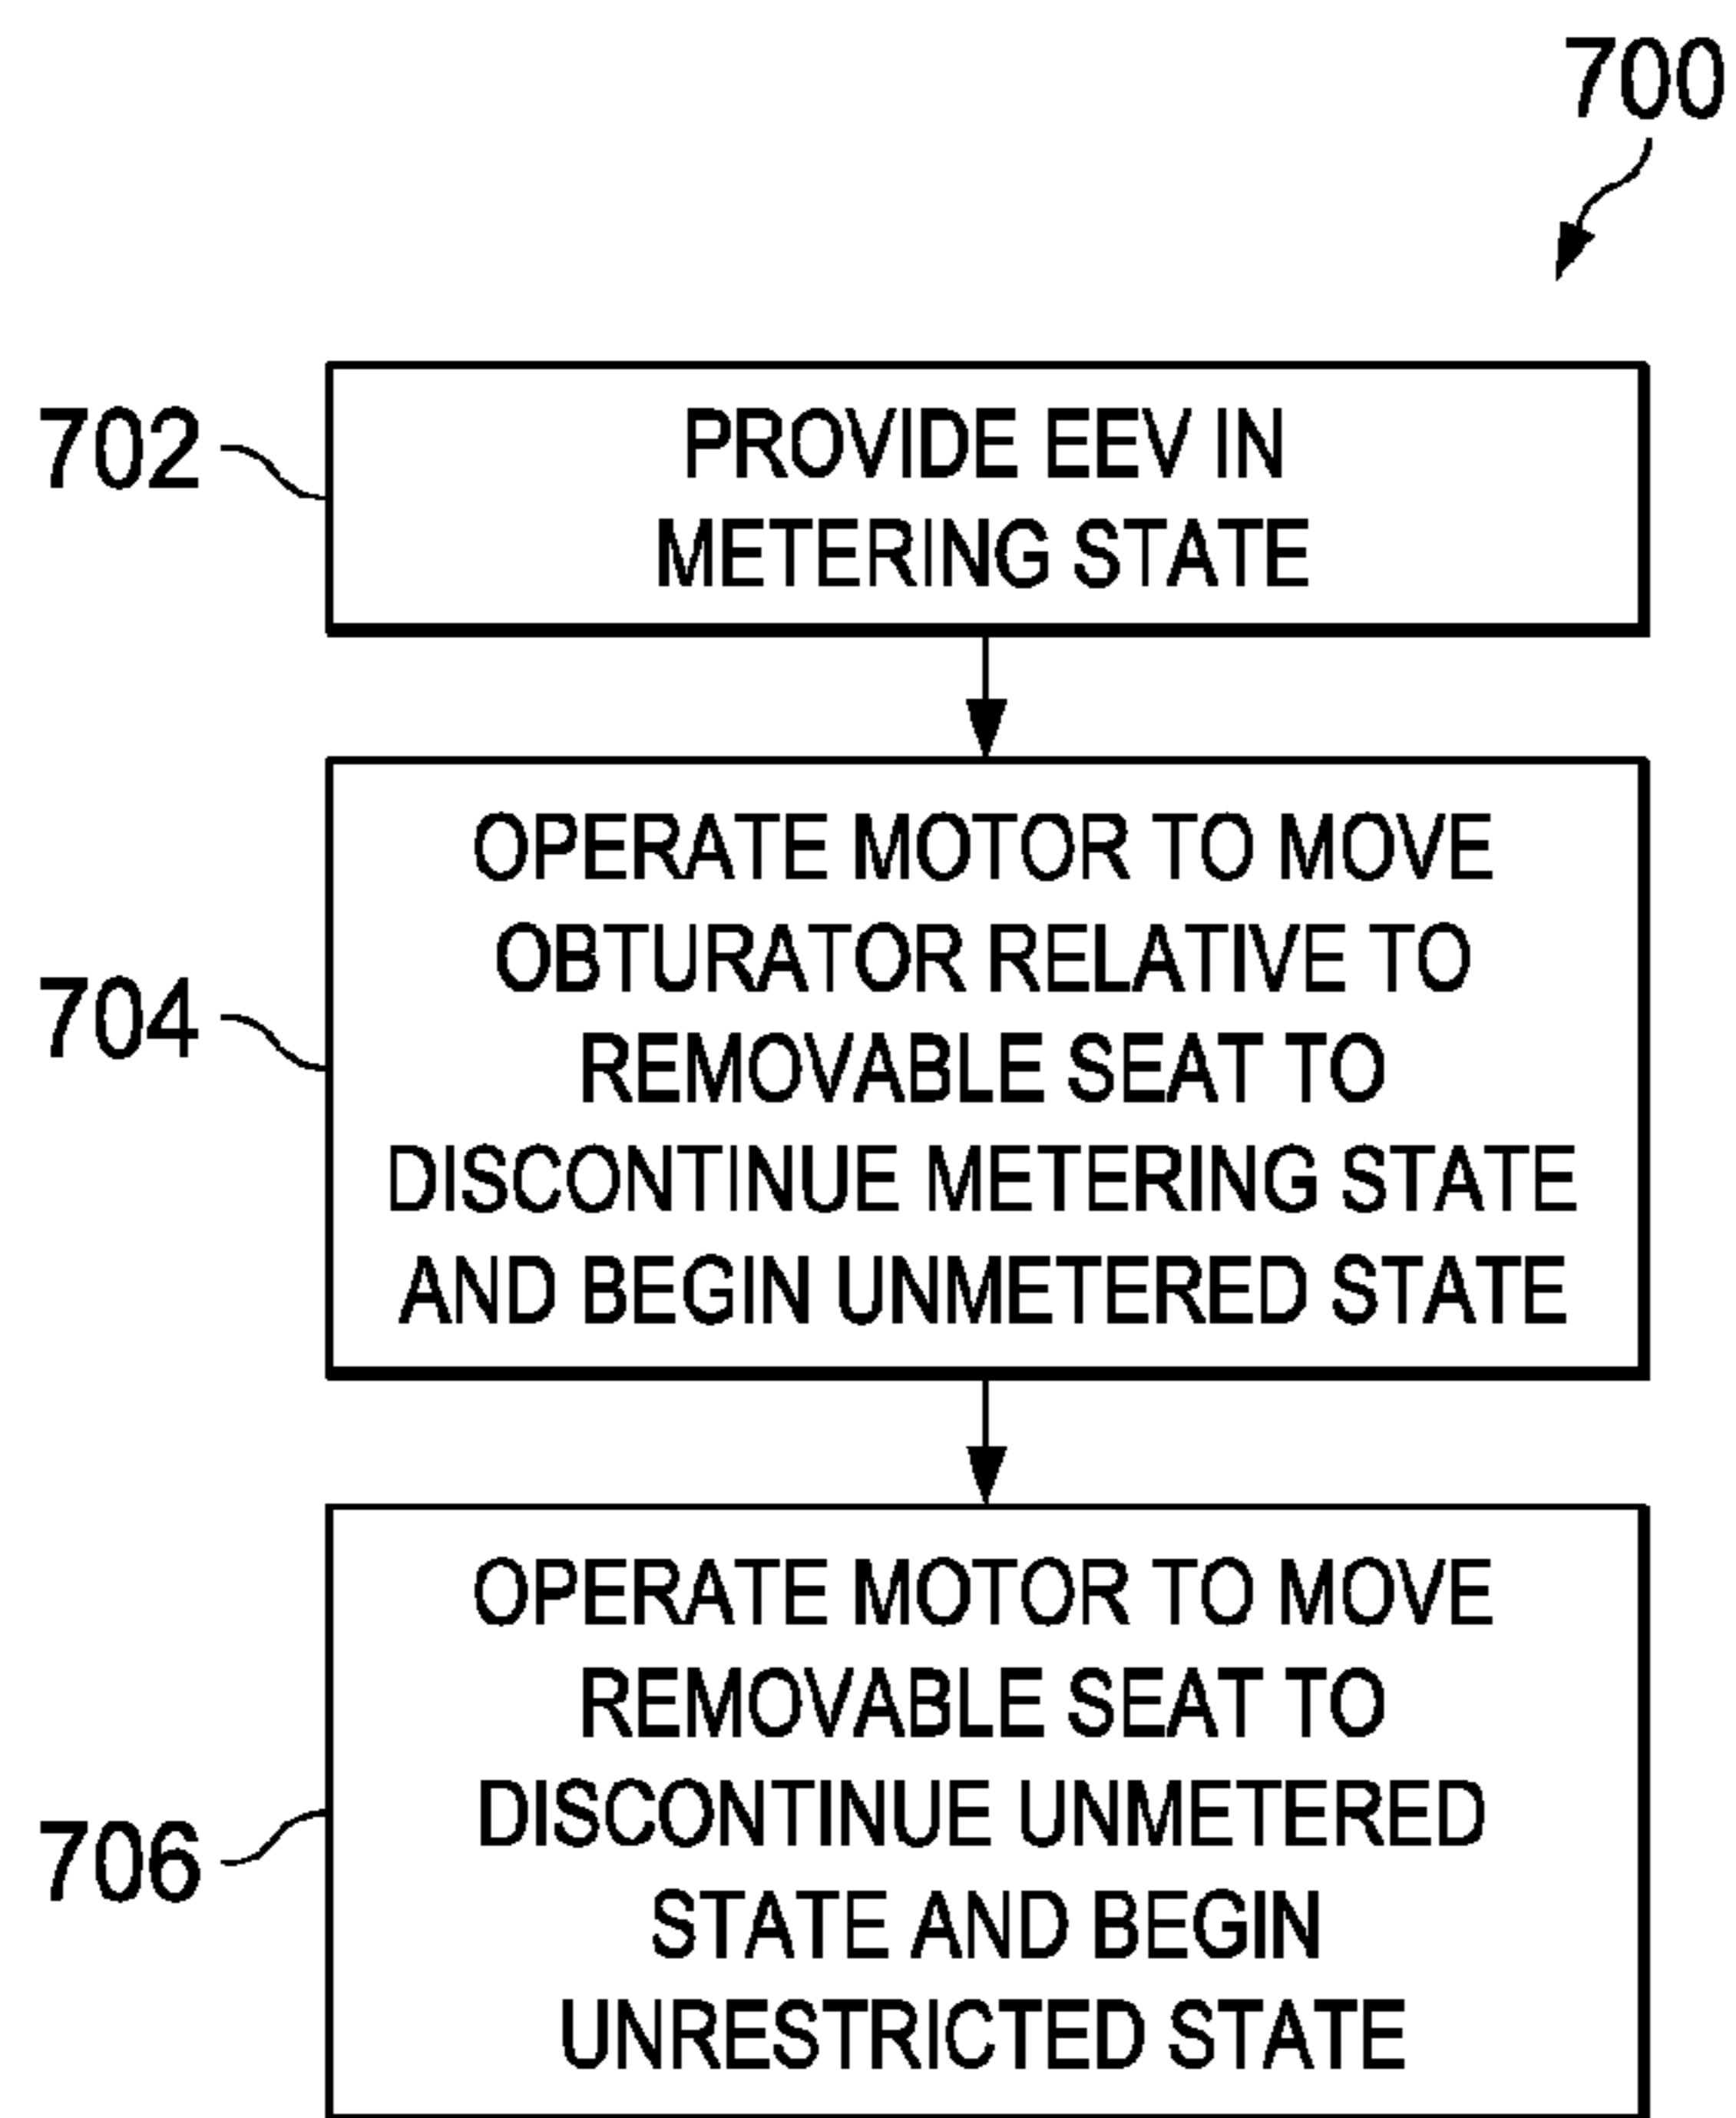 700
702
PROVIDE EEV IN
METERING STATE
704
OPERATE MOTOR TO MOVE
OBTURATOR RELATIVE TO
REMOVABLE SEAT TO
DISCONTINUE METERING STATE
AND BEGIN UNMETERED STATE
706
OPERATE MOTOR TO MOVE
REMOVABLE SEAT TO
DISCONTINUE UNMETERED
STATE AND BEGIN
UNRESTRICTED STATE